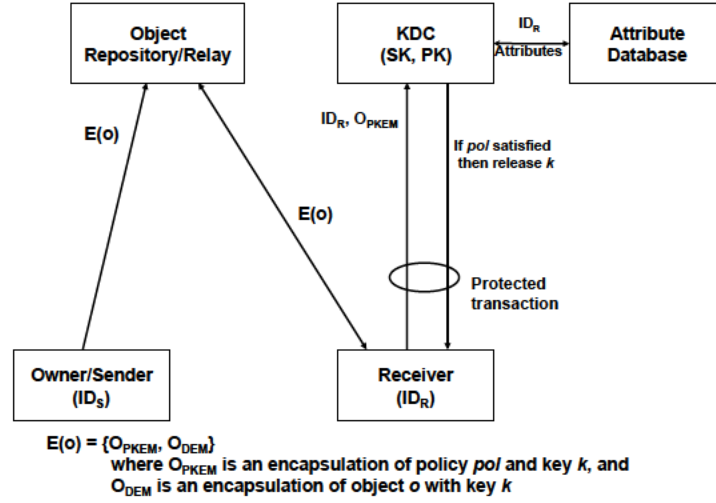 Object
Repository/Relay
KDC
(SK, PK)
ID_R
Attributes
Attribute
Database
E(o)
ID_R, O_PKEM
If pol satisfied
then release k
E(o)
Protected
transaction
Owner/Sender
(ID_S)
Receiver
(ID_R)
E(o) = {O_PKEM, O_DEM}
where O_PKEM is an encapsulation of policy pol and key k, and
O_DEM is an encapsulation of object o with key k